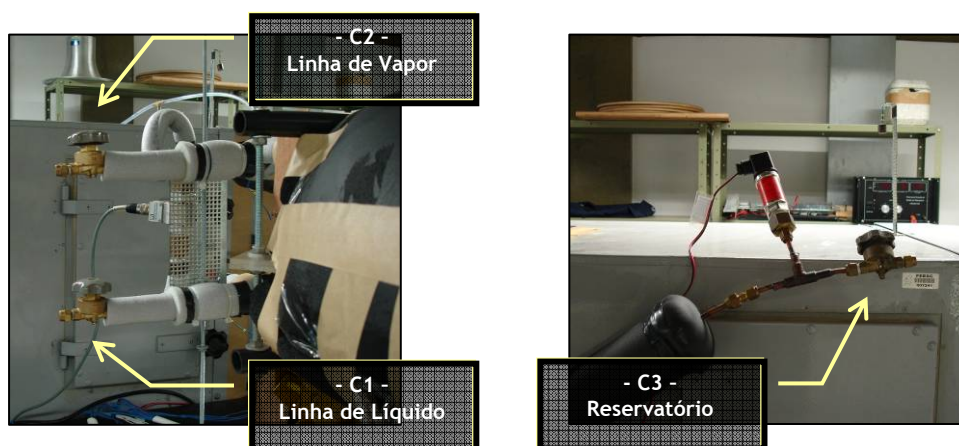 - C2 -
Linha de Vapor
- C1 -
Linha de Líquido
- C3 -
Reservatório